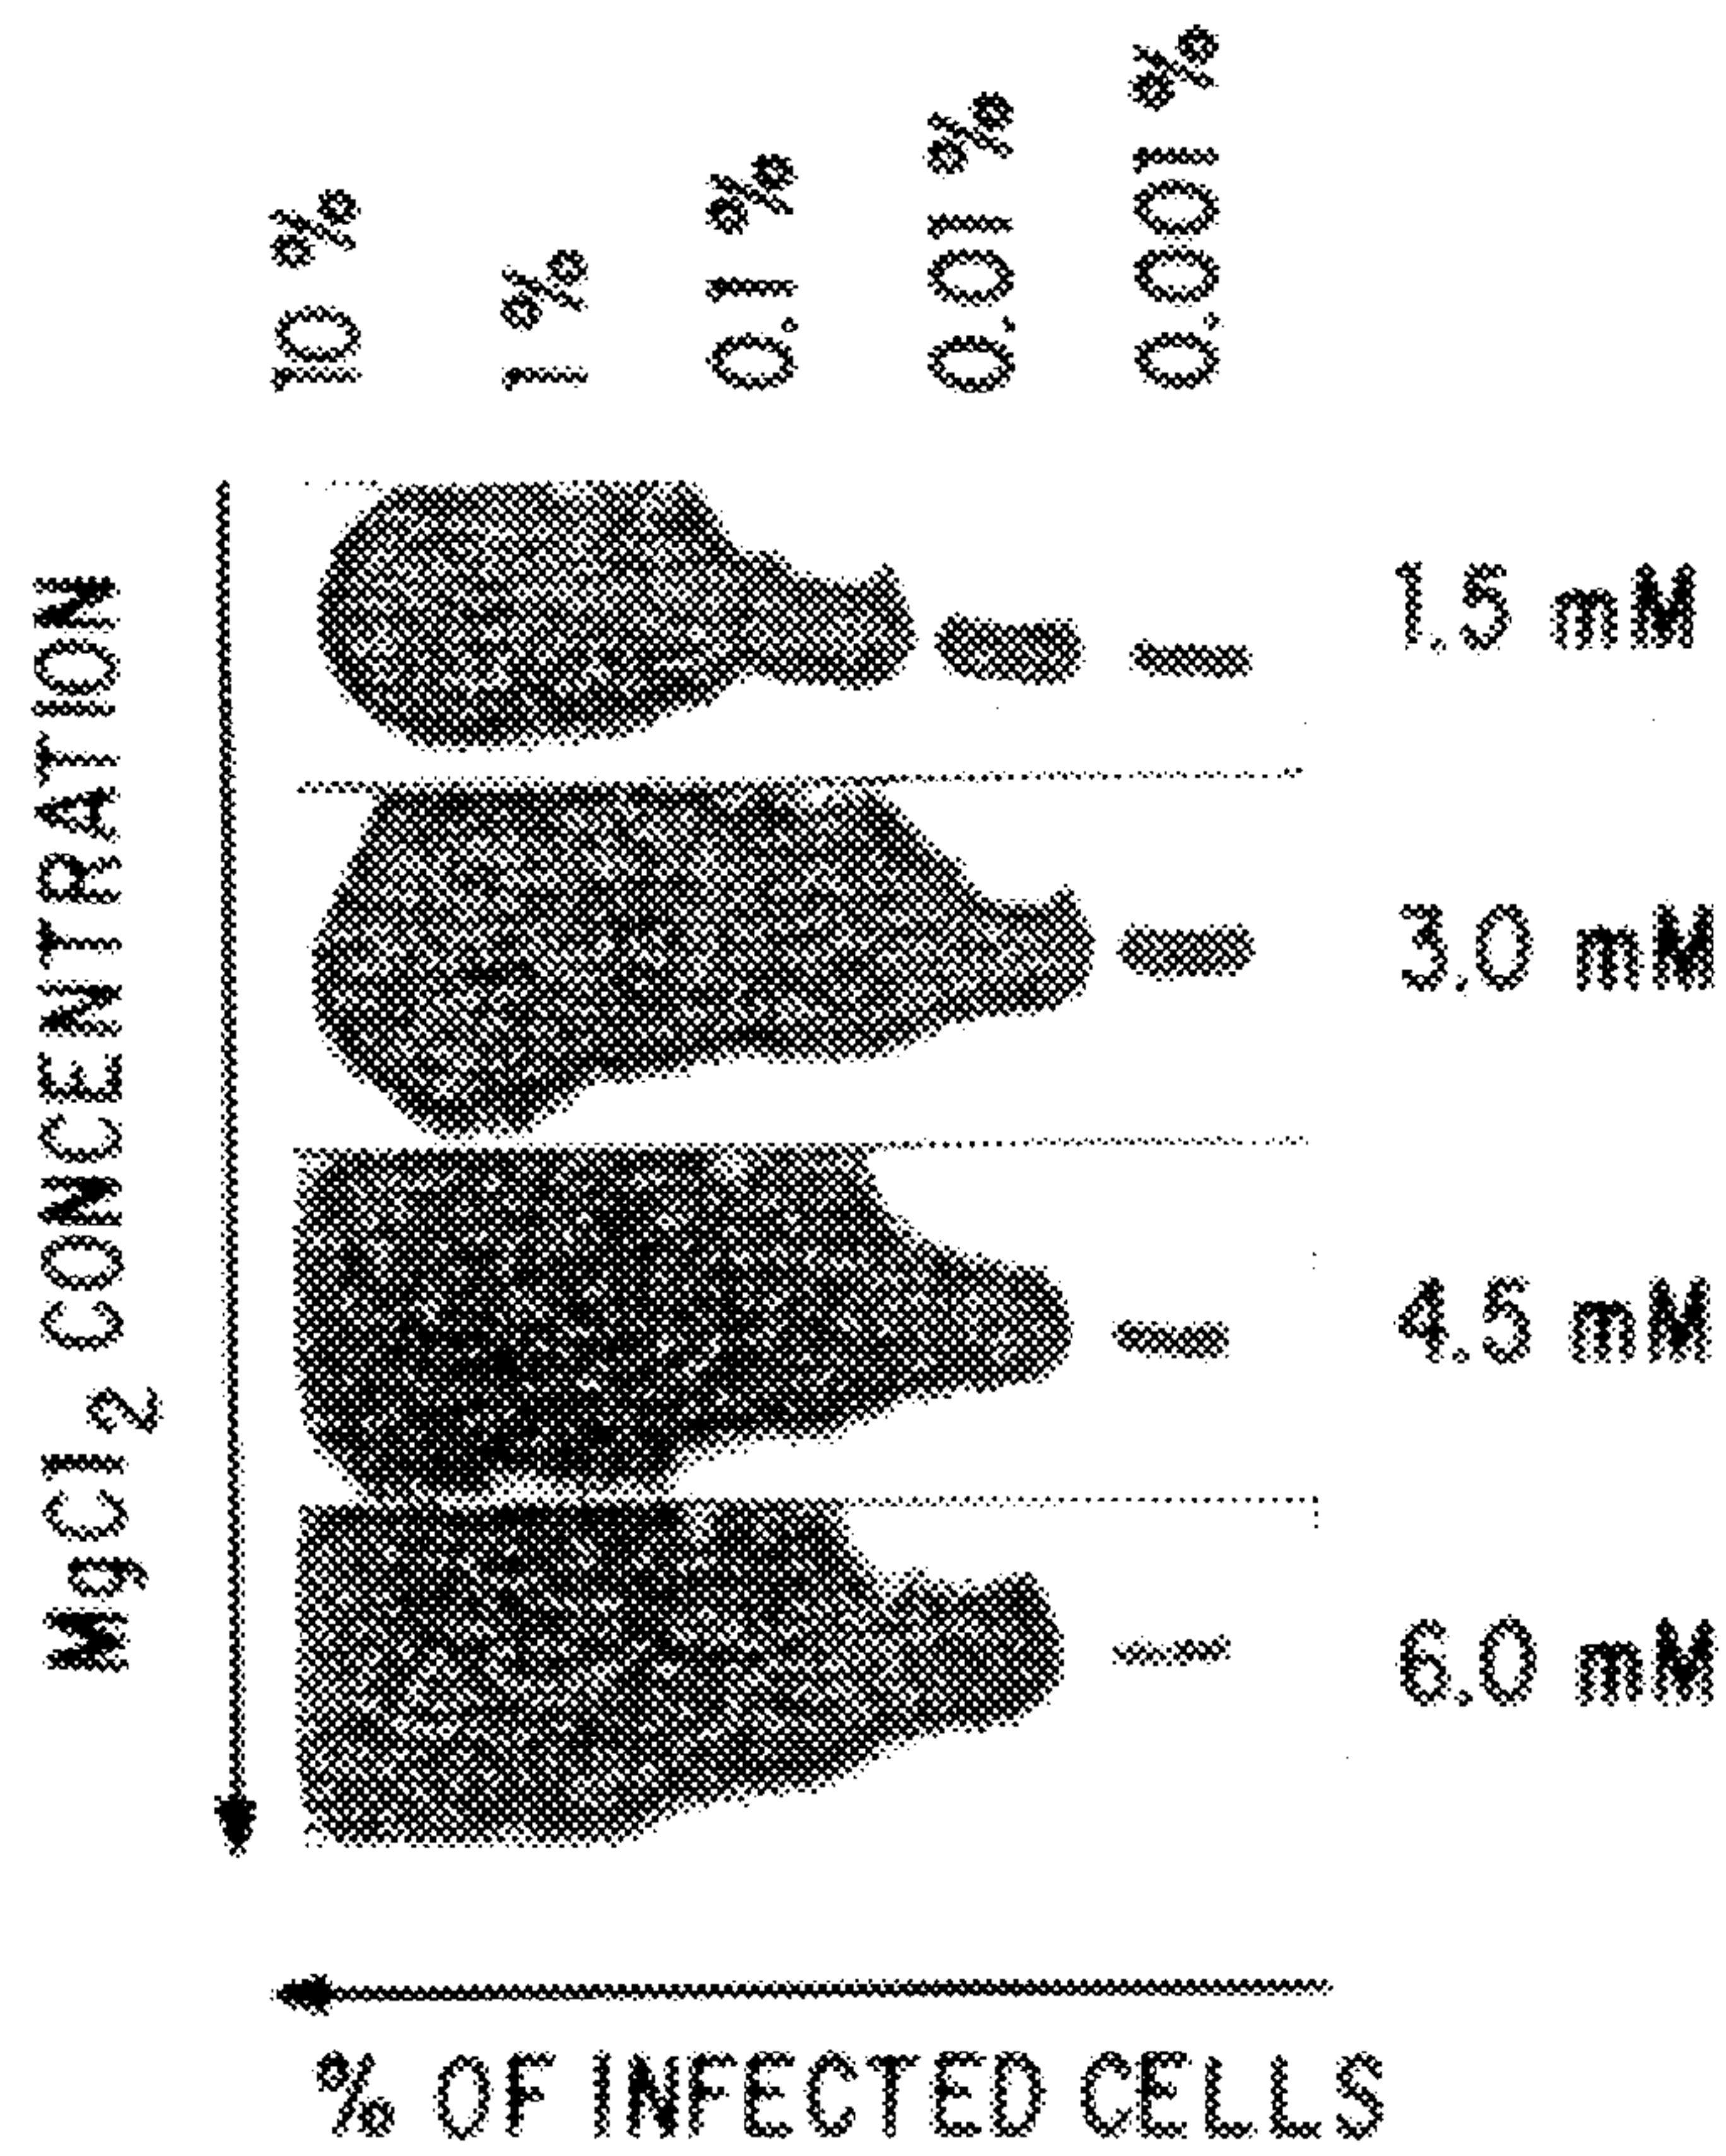 10 %
1 %
0.1 %
0.01 %
0.001 %
MgCl₂ CONCENTRATION
1.5 mM
3.0 mM
4.5 mM
6.0 mM
% OF INFECTED CELLS